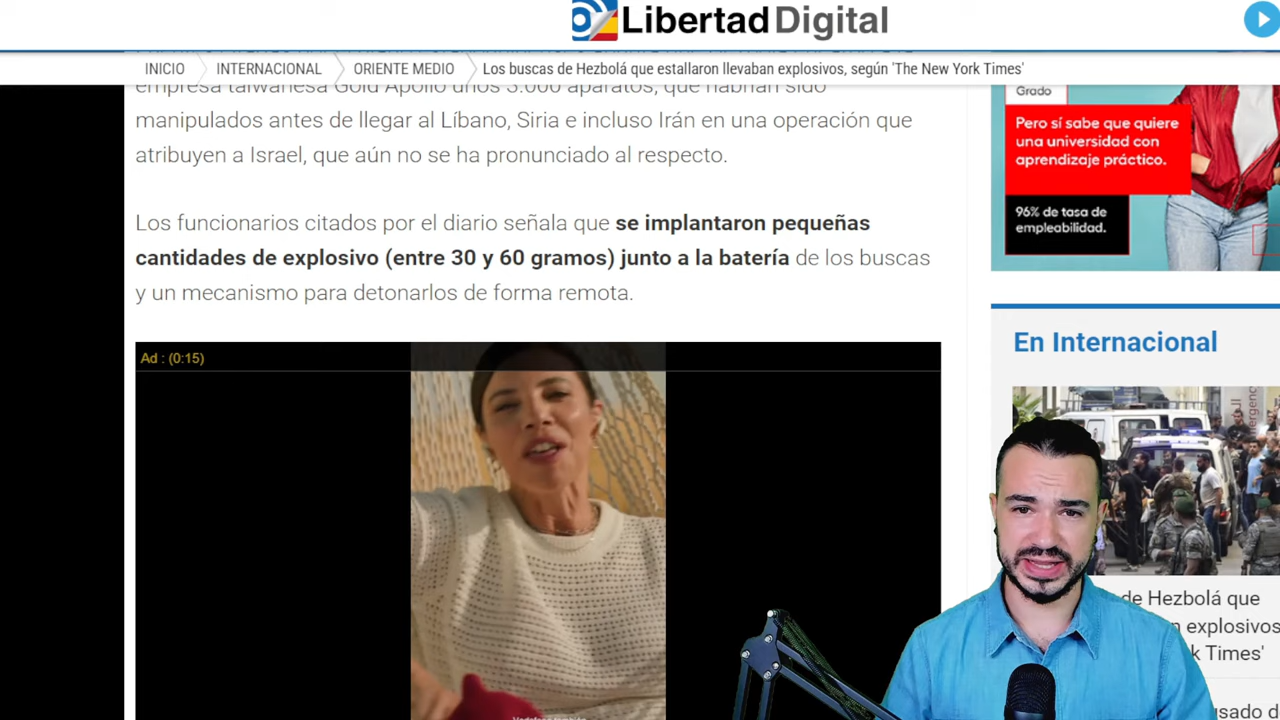 Libertad Digital
INICIO
INTERNACIONAL
ORIENTE MEDIO
Los buscas de Hezbolá que estallaron llevaban explosivos, según 'The New York Times'
empresa taiwanesa Gold Apollo unos 3.000 aparatos, que habrían sido
manipulados antes de llegar al Líbano, Siria e incluso Irán en una operación que
atribuyen a Israel, que aún no se ha pronunciado al respecto.
Los funcionarios citados por el diario señala que se implantaron pequeñas
cantidades de explosivo (entre 30 y 60 gramos) junto a la batería de los buscas
y un mecanismo para detonarlos de forma remota.
Ad : (0:15)
Vodafone también
Grado
Pero sí sabe que quiere
una universidad con
aprendizaje práctico.
96% de tasa de
empleabilidad.
En Internacional
de Hezbolá que
explosivos
Times'